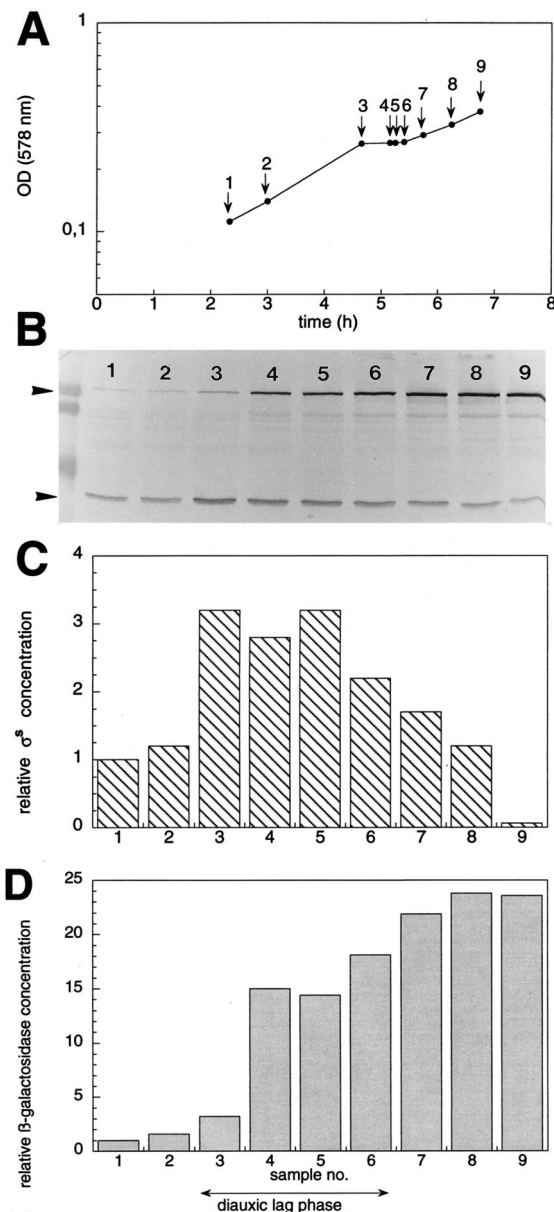 A
1
OD (578 nm)
0,1
1 2 3 4 5 6 7 8 9
0 1 2 3 4 5 6 7 8
time (h)
B
1 2 3 4 5 6 7 8 9
C
relative σˢ concentration
4
3
2
1
0
1 2 3 4 5 6 7 8 9
D
relative ß-galactosidase concentration
25
20
15
10
5
0
1 2 3 4 5 6 7 8 9
sample no.
diauxic lag phase